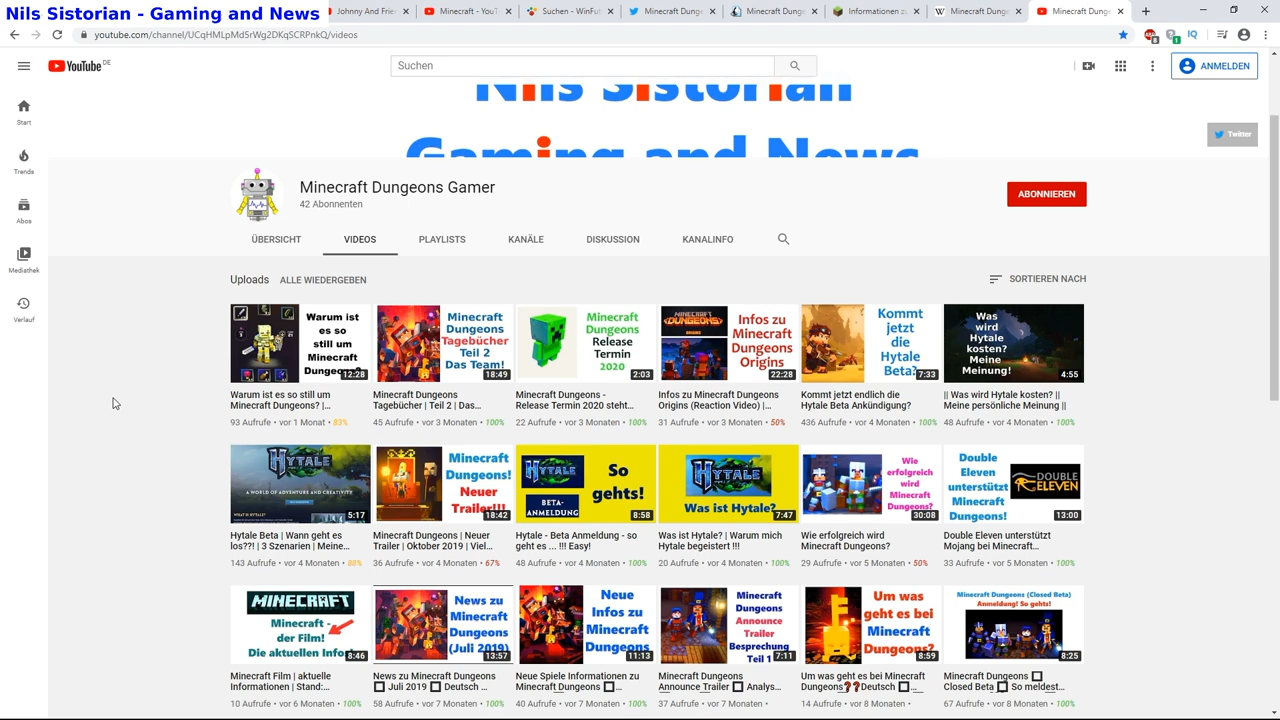 Nils Sistorian - Gaming and News
Johnny And Frie
Minecraft - YouT
Suchen - WinFut
Minecraft Dunge
Minecraft Dunge
Informationen z
Minecraft Dunge
Minecraft Dunge
youtube.com/channel/UCqHMLpMd5rWg2DKqSCRPnkQ/videos
YouTube DE
Suchen
ANMELDEN
Nils Sistorian
Gaming and News
Twitter
Start
Trends
Abos
Mediathek
Verlauf
Minecraft Dungeons Gamer
42 Abonnenten
ABONNIEREN
ÜBERSICHT VIDEOS PLAYLISTS KANÄLE DISKUSSION KANALINFO
Uploads ALLE WIEDERGEBEN
SORTIEREN NACH
Warum ist es so still um Minecraft Dungeons?
12:28
Warum ist es so still um
Minecraft Dungeons? |...
93 Aufrufe • vor 1 Monat • 83%
Minecraft
Dungeons
Tagebücher
Teil 2
Das Team!
18:49
Minecraft Dungeons
Tagebücher | Teil 2 | Das...
45 Aufrufe • vor 3 Monaten • 100%
Minecraft
Dungeons
Release
Termin
2020
2:03
Minecraft Dungeons -
Release Termin 2020 steht...
22 Aufrufe • vor 3 Monaten • 100%
MINECRAFT
DUNGEONS
ORIGINS
Infos zu
Minecraft
Dungeons
Origins
22:28
Infos zu Minecraft Dungeons
Origins (Reaction Video) |...
31 Aufrufe • vor 3 Monaten • 50%
Kommt
jetzt
die
Hytale
Beta?
7:33
Kommt jetzt endlich die
Hytale Beta Ankündigung?
436 Aufrufe • vor 4 Monaten • 100%
Was
wird
Hytale
kosten?
Meine
Meinung!
4:55
|| Was wird Hytale kosten? ||
Meine persönliche Meinung ||
48 Aufrufe • vor 4 Monaten • 100%
HYTALE
A WORLD OF ADVENTURE AND CREATIVITY
WHAT IS HYTALE?
5:17
Hytale Beta | Wann geht es
los??! | 3 Szenarien | Meine...
143 Aufrufe • vor 4 Monaten • 88%
Minecraft
Dungeons!
Neuer
Trailer!!!
18:42
Minecraft Dungeons | Neuer
Trailer | Oktober 2019 | Viel...
36 Aufrufe • vor 4 Monaten • 67%
HYTALE
BETA-
ANMELDUNG
So
gehts!
8:58
Hytale - Beta Anmeldung - so
geht es ... !!! Easy!
48 Aufrufe • vor 4 Monaten • 100%
HYTALE
Was ist Hytale?
7:47
Was ist Hytale? | Warum mich
Hytale begeistert !!!
20 Aufrufe • vor 4 Monaten • 100%
Wie
erfolgreich
wird
Minecraft
Dungeons?
30:08
Wie erfolgreich wird
Minecraft Dungeons?
29 Aufrufe • vor 5 Monaten • 50%
Double
Eleven
unterstützt
Minecraft
Dungeons!
DOUBLE
ELEVEN
13:00
Double Eleven unterstützt
Mojang bei Minecraft...
33 Aufrufe • vor 5 Monaten • 100%
MINECRAFT
Minecraft -
der Film!
Die aktuellen Infos
8:46
Minecraft Film | aktuelle
Informationen | Stand:...
10 Aufrufe • vor 6 Monaten • 100%
News zu
Minecraft
Dungeons
(Juli 2019)
13:57
News zu Minecraft Dungeons
Juli 2019 Deutsch ...
58 Aufrufe • vor 7 Monaten • 100%
Neue
Infos zu
Minecraft
Dungeons
11:13
Neue Spiele Informationen zu
Minecraft Dungeons ...
40 Aufrufe • vor 7 Monaten • 100%
Minecraft
Dungeons
Announce
Trailer
Besprechung
Teil 1
7:11
Minecraft Dungeons
Announce Trailer Analys...
37 Aufrufe • vor 7 Monaten •
Um was
geht es bei
Minecraft
Dungeons?
8:59
Um was geht es bei Minecraft
Dungeons??Deutsch ...
14 Aufrufe • vor 8 Monaten •
Minecraft Dungeons (Closed Beta)
Anmeldung! So gehts!
8:25
Minecraft Dungeons
Closed Beta So meldest...
67 Aufrufe • vor 8 Monaten • 100%